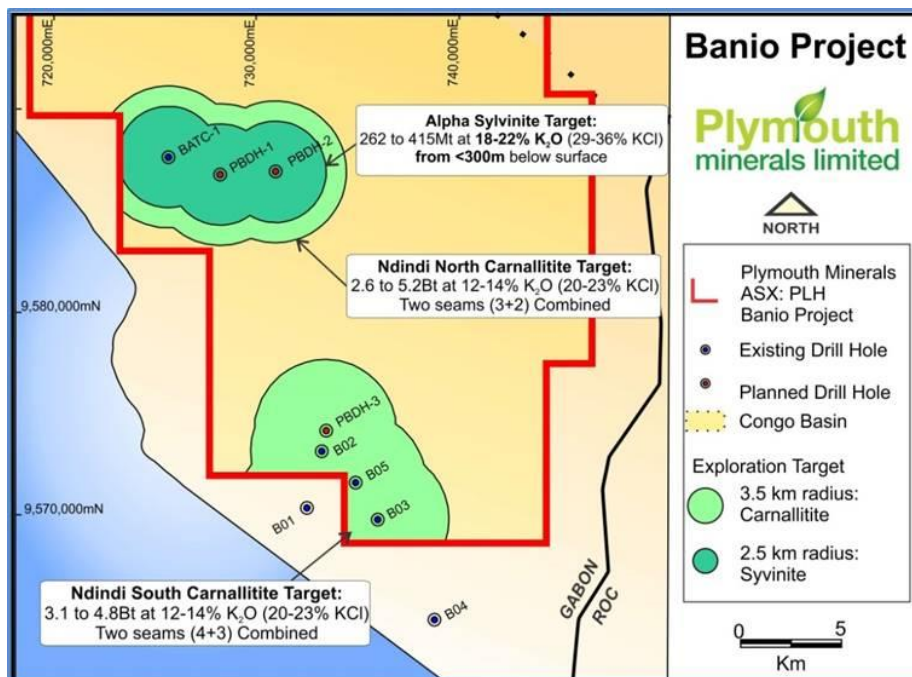 720,000mE
730,000mE
740,000mE
9,580,000mN
9,570,000mN
BATC-1
PBDH-1
PBDH-2
Alpha Sylvinite Target:
262 to 415Mt at 18-22% K₂O (29-36% KCl)
from <300m below surface
Ndindi North Carnallitite Target:
2.6 to 5.2Bt at 12-14% K₂O (20-23% KCl)
Two seams (3+2) Combined
PBDH-3
B02
B05
B01
B03
B04
Ndindi South Carnallitite Target:
3.1 to 4.8Bt at 12-14% K₂O (20-23% KCl)
Two seams (4+3) Combined
GABON
ROC
Banio Project
Plymouth
minerals limited
NORTH
Plymouth Minerals
ASX: PLH
Banio Project
Existing Drill Hole
Planned Drill Hole
Congo Basin
Exploration Target
3.5 km radius:
Carnallitite
2.5 km radius:
Syvinite
0 5
Km